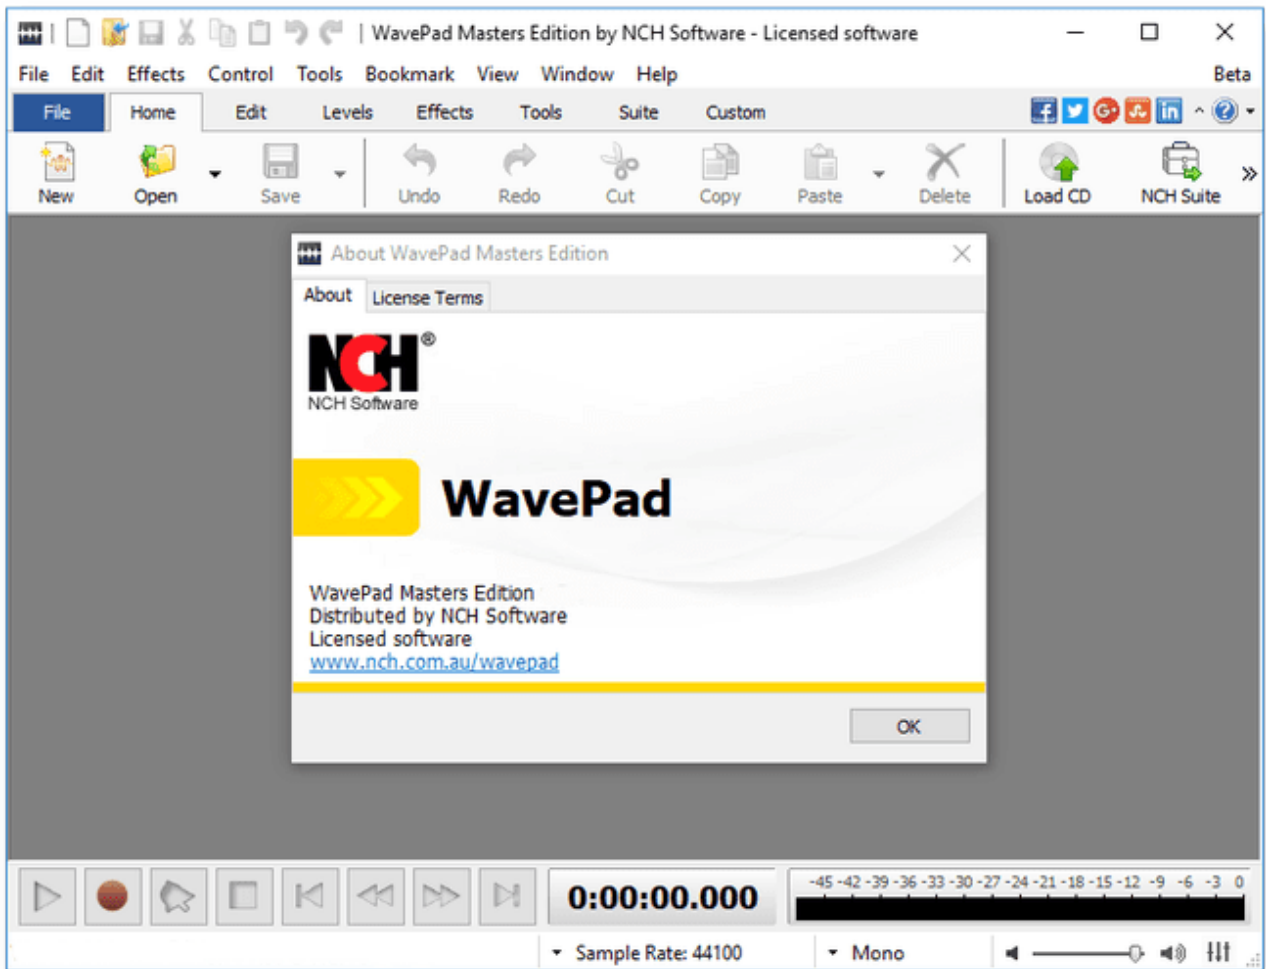 WavePad Masters Edition by NCH Software - Licensed software
File Edit Effects Control Tools Bookmark View Window Help Beta
File Home Edit Levels Effects Tools Suite Custom
New Open Save Undo Redo Cut Copy Paste Delete Load CD NCH Suite
About WavePad Masters Edition
About License Terms
NCH®
NCH Software
WavePad
WavePad Masters Edition
Distributed by NCH Software
Licensed software
www.nch.com.au/wavepad
OK
0:00:00.000
-45 -42 -39 -36 -33 -30 -27 -24 -21 -18 -15 -12 -9 -6 -3 0
Sample Rate: 44100 Mono